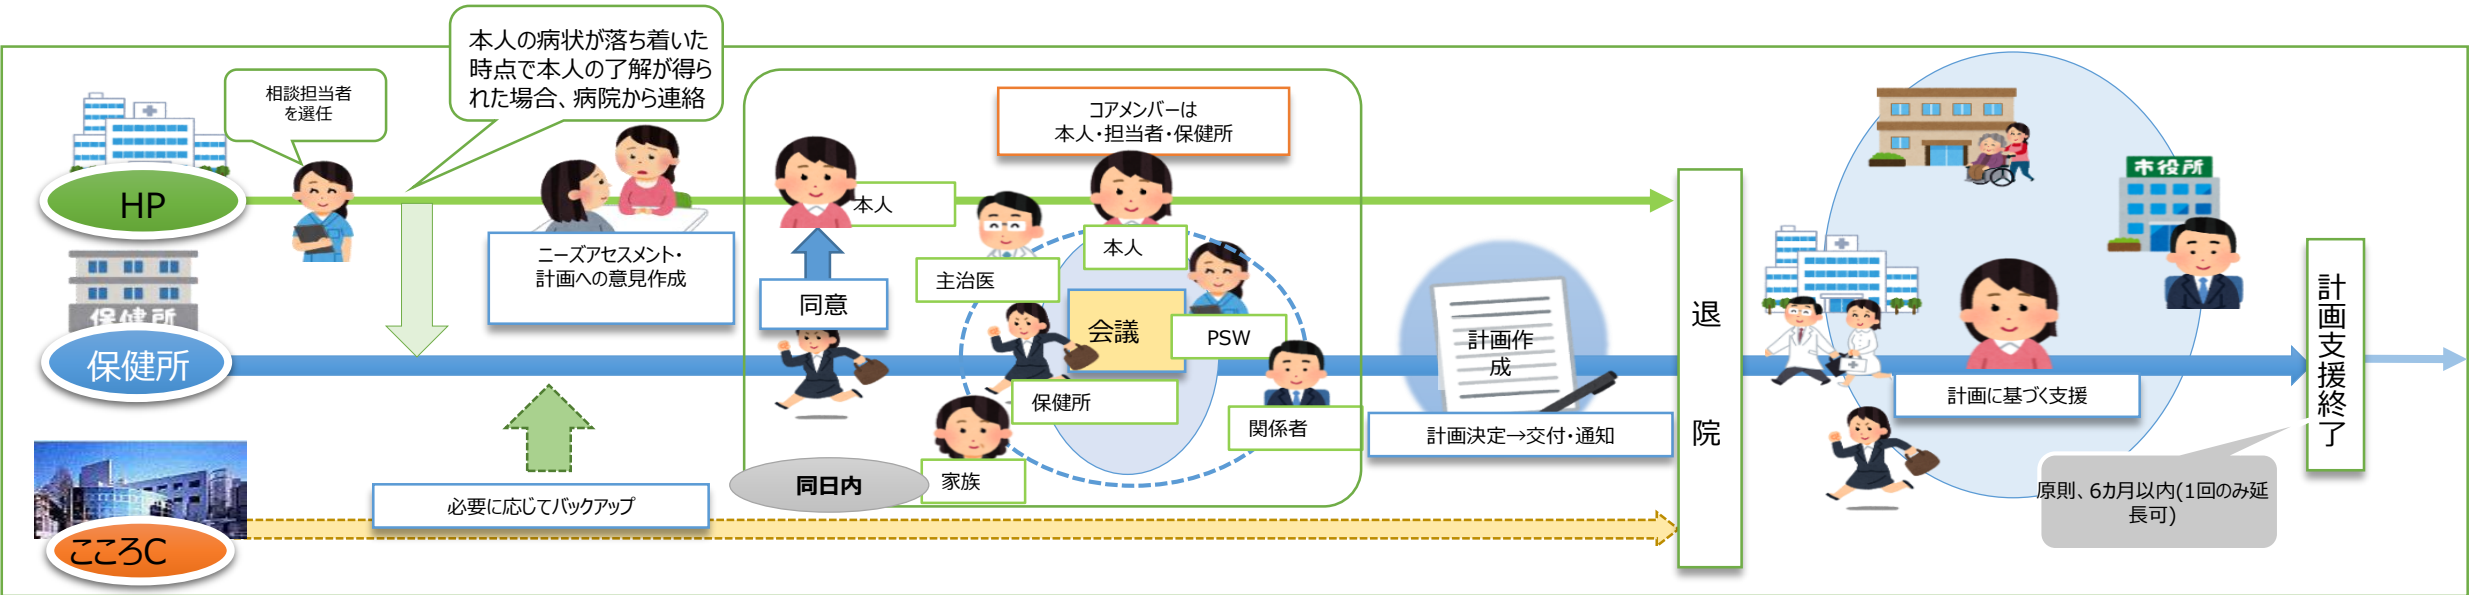 相談担当者
を選任
本人の病状が落ち着いた
時点で本人の了解が得ら
れた場合、病院から連絡
コアメンバーは
本人・担当者・保健所
HP
ニーズアセスメント・
計画への意見作成
本人
同意
本人
主治医
会議
PSW
保健所
関係者
家族
同日内
保健所
保健所
必要に応じてバックアップ
こころC
計画作
成
計画決定→交付・通知
退
院
市役所
計画に基づく支援
原則、6カ月以内(1回のみ延
長可)
計画支援終了